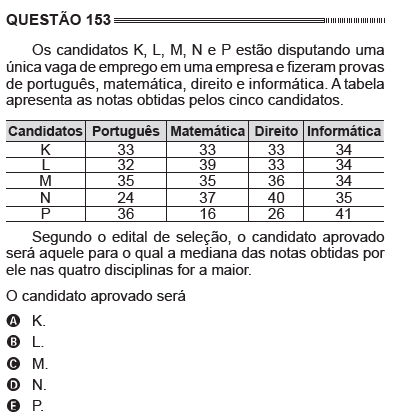 QUESTÃO 153
Os candidatos K, L, M, N e P estão disputando uma
única vaga de emprego em uma empresa e fizeram provas
de português, matemática, direito e informática. A tabela
apresenta as notas obtidas pelos cinco candidatos.
Candidatos Português Matemática Direito Informática
K 33 33 33 34
L 32 39 33 34
M 35 35 36 34
N 24 37 40 35
P 36 16 26 41
Segundo o edital de seleção, o candidato aprovado
será aquele para o qual a mediana das notas obtidas por
ele nas quatro disciplinas for a maior.
O candidato aprovado será
A K.
B L.
C M.
D N.
E P.